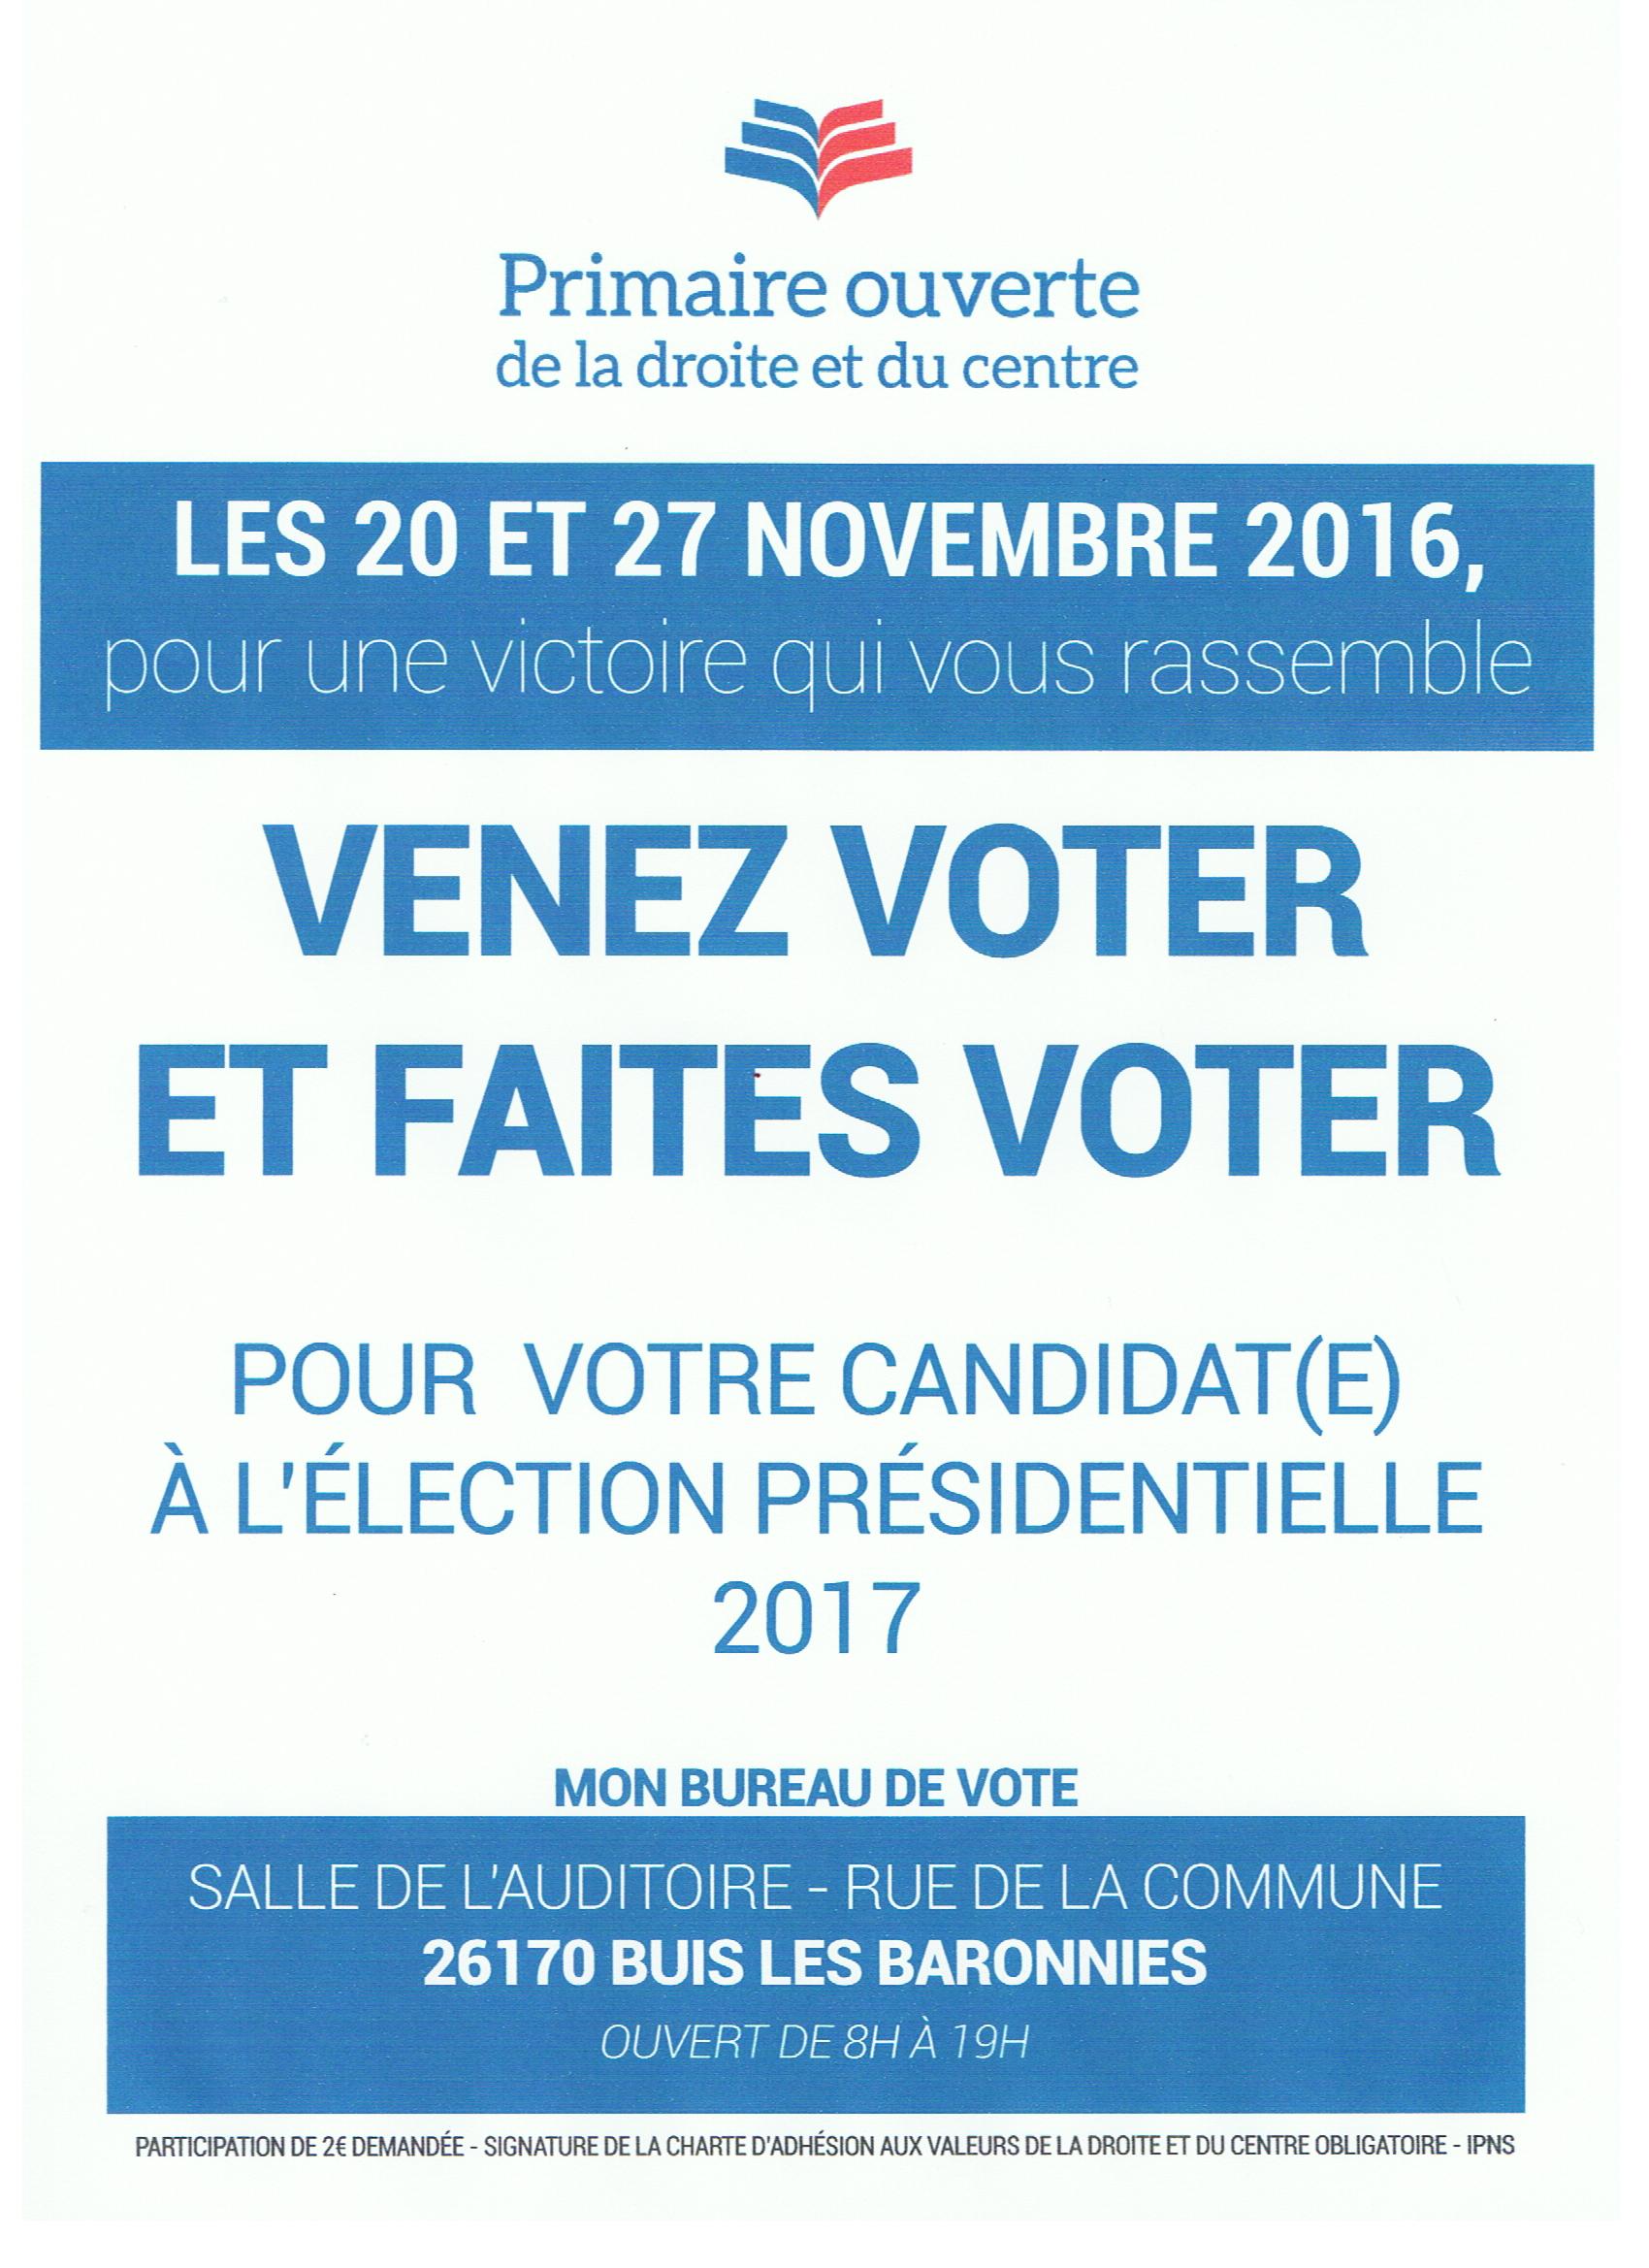 Primaire ouverte
de la droite et du centre
LES 20 ET 27 NOVEMBRE 2016,
pour une victoire qui vous rassemble
VENEZ VOTER
ET FAITES VOTER
POUR VOTRE CANDIDAT(E)
À L'ÉLECTION PRÉSIDENTIELLE
2017
MON BUREAU DE VOTE
SALLE DE L'AUDITOIRE - RUE DE LA COMMUNE
26170 BUIS LES BARONNIES
OUVERT DE 8H À 19H
PARTICIPATION DE 2€ DEMANDÉE - SIGNATURE DE LA CHARTE D'ADHÉSION AUX VALEURS DE LA DROITE ET DU CENTRE OBLIGATOIRE - IPNS